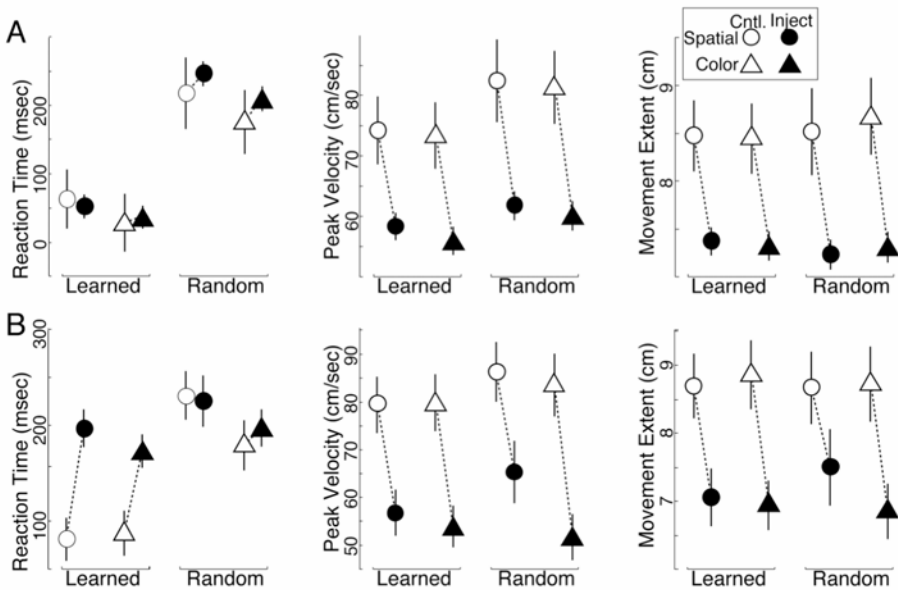 A
Reaction Time (msec)
0
100
200
Learned
Random
Peak Velocity (cm/sec)
60
70
80
Learned
Random
Cntl. Inject
Spatial
Color
Movement Extent (cm)
8
9
Learned
Random
B
Reaction Time (msec)
100
200
300
Learned
Random
Peak Velocity (cm/sec)
50
60
70
80
90
Learned
Random
Movement Extent (cm)
7
8
9
Learned
Random